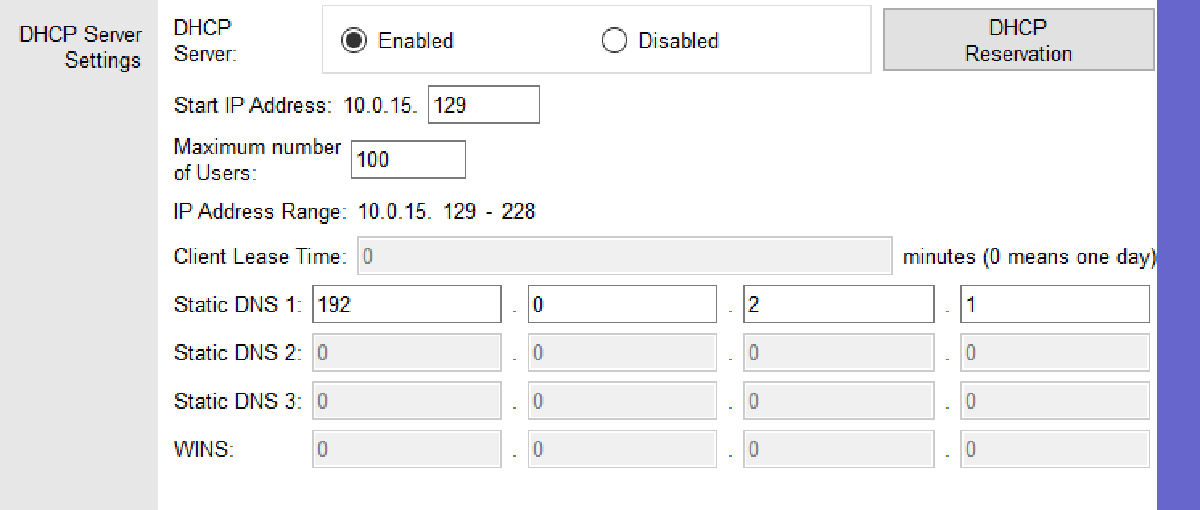 DHCP Server
Settings
DHCP
Server:
Enabled
Disabled
DHCP
Reservation
Start IP Address: 10.0.15. 129
Maximum number
of Users:
100
IP Address Range: 10.0.15. 129 - 228
Client Lease Time: 0 minutes (0 means one day)
Static DNS 1: 192 . 0 . 2 . 1
Static DNS 2: 0 . 0 . 0 . 0
Static DNS 3: 0 . 0 . 0 . 0
WINS: 0 . 0 . 0 . 0